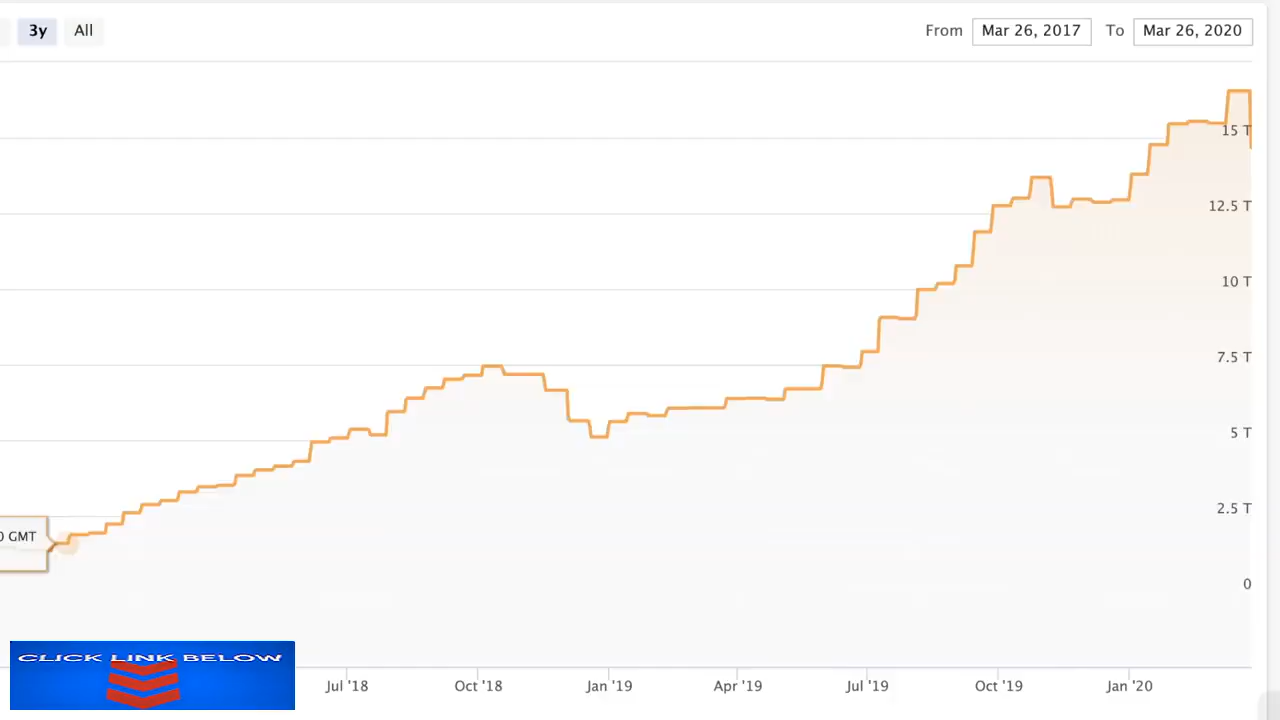 3y All From Mar 26, 2017 To Mar 26, 2020
15 T
12.5 T
10 T
7.5 T
5 T
2.5 T
0 GMT
0
CLICK LINK BELOW
Jul '18 Oct '18 Jan '19 Apr '19 Jul '19 Oct '19 Jan '20